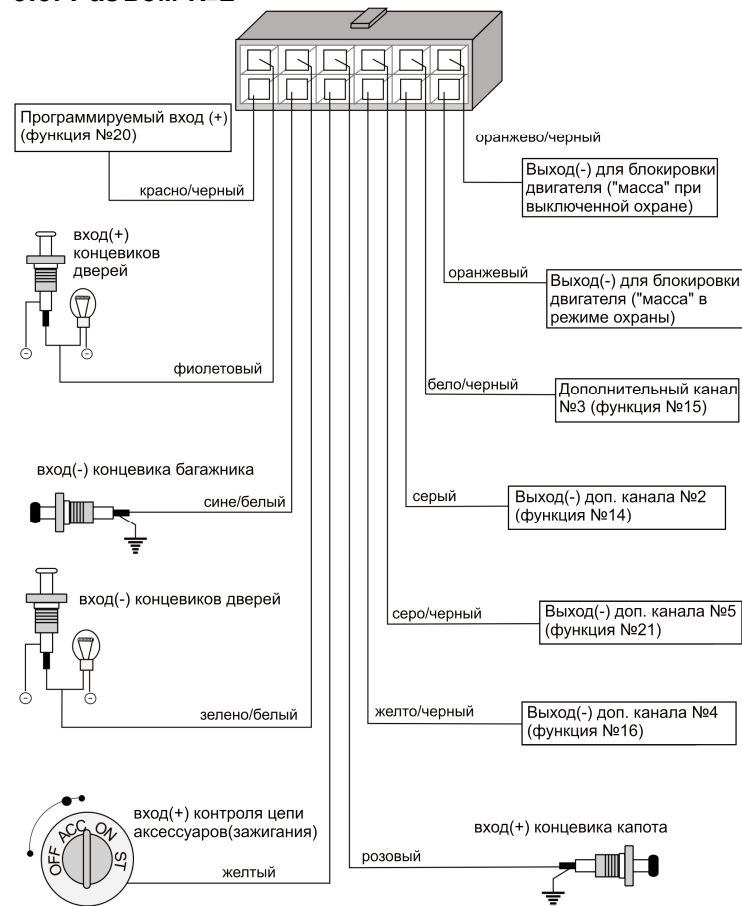 Программируемый вход (+)
(функция №20)
красно/черный
оранжево/черный
Выход(-) для блокировки
двигателя ("масса" при
выключенной охране)
вход(+)
концевиков
дверей
фиолетовый
оранжевый
Выход(-) для блокировки
двигателя ("масса" в
режиме охраны)
бело/черный
Дополнительный канал
№3 (функция №15)
вход(-) концевика багажника
сине/белый
серый
Выход(-) доп. канала №2
(функция №14)
вход(-) концевиков дверей
зелено/белый
серо/черный
Выход(-) доп. канала №5
(функция №21)
желто/черный
Выход(-) доп. канала №4
(функция №16)
OFF ACC ON ST
вход(+) контроля цепи
аксессуаров(зажигания)
желтый
вход(+) концевика капота
розовый